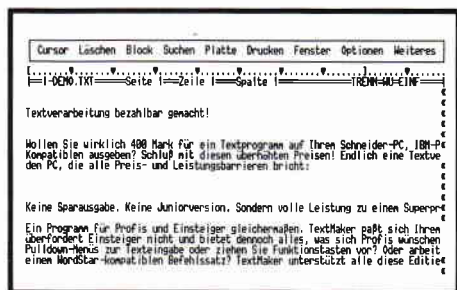 Cursor Löschen Block Suchen Platte Drucken Fenster Optionen Weiteres
1-DEMO.TXT Seite 1 Zeile 1 Spalte 1 TRENN-WU-EINF
Textverarbeitung bezahlbar gemacht!
Wollen Sie wirklich 400 Mark für ein Textprogramm auf Ihrem Schneider-PC, IBM-P
Kompatiblen ausgeben? Schluß mit diesen überhöhten Preisen! Endlich eine Textve
den PC, die alle Preis- und Leistungsbarrieren bricht:
Keine Sparausgabe. Keine Juniorversion. Sondern volle Leistung zu einem Superpr
Ein Programm für Profis und Einsteiger gleichermaßen. TextMaker paßt sich Ihrem
überfordert Einsteiger nicht und bietet dennoch alles, was sich Profis wünschen
Pulldown-Menüs zur Texteingabe oder ziehen Sie Funktionstasten vor? Oder arbeit
einem WordStar-kompatiblen Befehlssatz? TextMaker unterstützt alle diese Editie